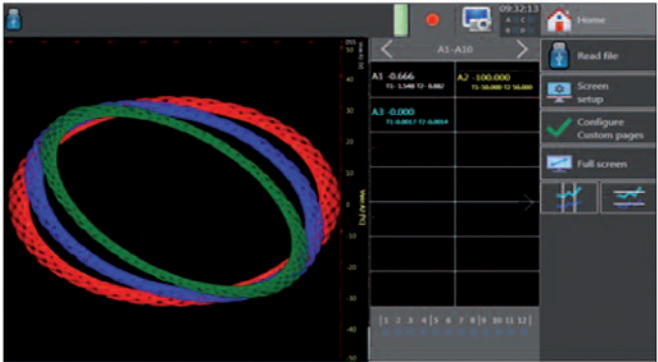 09:32:13
A C
B D
Home
A1-A10
Read file
A1 -0.666
T1- 1.548 T2- 0.882
A2 -100.000
T1-50.000 T2 50.000
Screen
setup
A3 -0.000
T1-0.0017 T2-0.0014
Configure
Custom pages
Full screen
50
40
30
20
10
0
-10
-20
-30
-40
-50
1 2 3 4 5 6 7 8 9 10 11 12